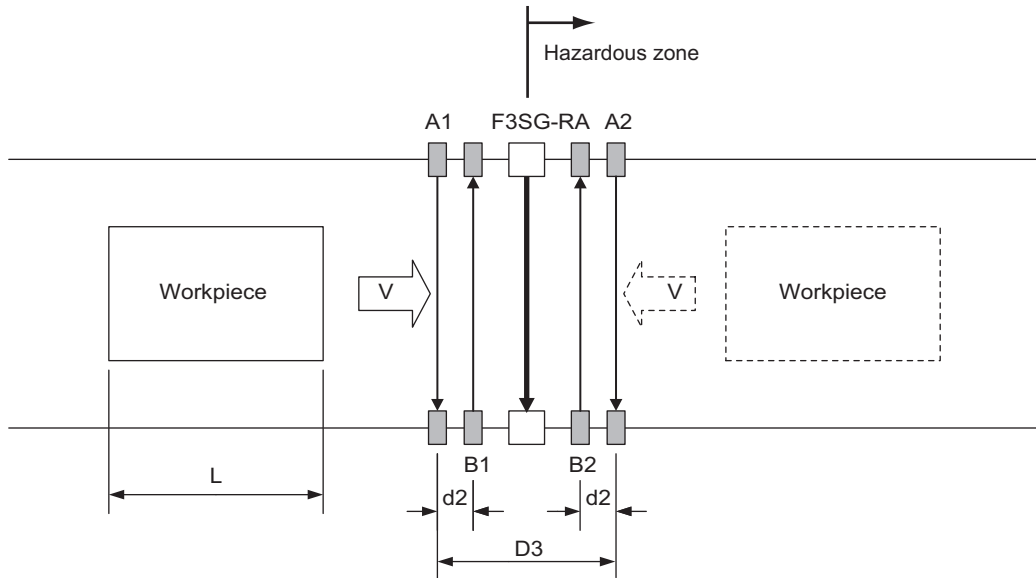 Hazardous zone
A1
F3SG-RA
A2
Workpiece
V
V
Workpiece
B1
B2
L
d2
d2
D3